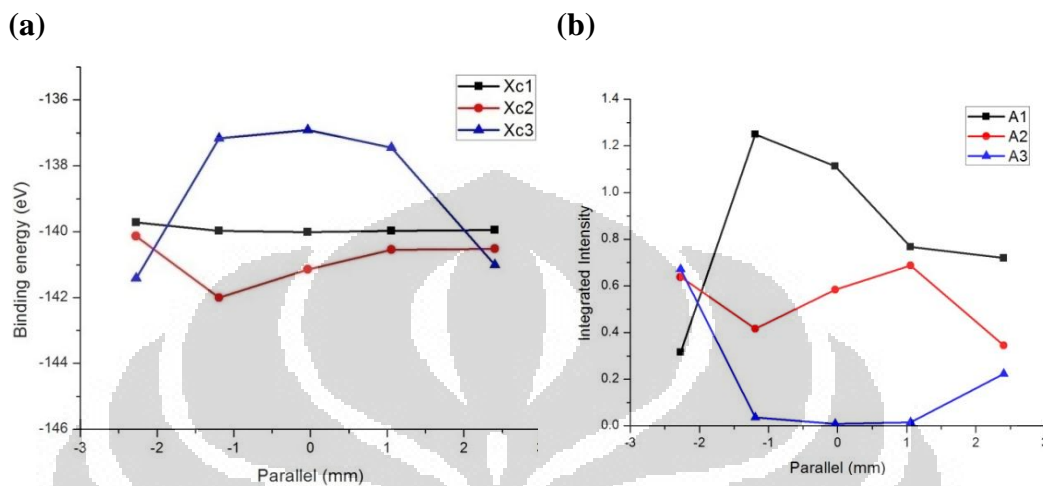 (a)
(b)
Xc1
Xc2
Xc3
Binding energy (eV)
-136
-138
-140
-142
-144
-146
-3
-2
-1
0
1
2
3
Parallel (mm)
A1
A2
A3
Integrated Intensity
1.4
1.2
1.0
0.8
0.6
0.4
0.2
0.0
-3
-2
-1
0
1
2
3
Parallel (mm)